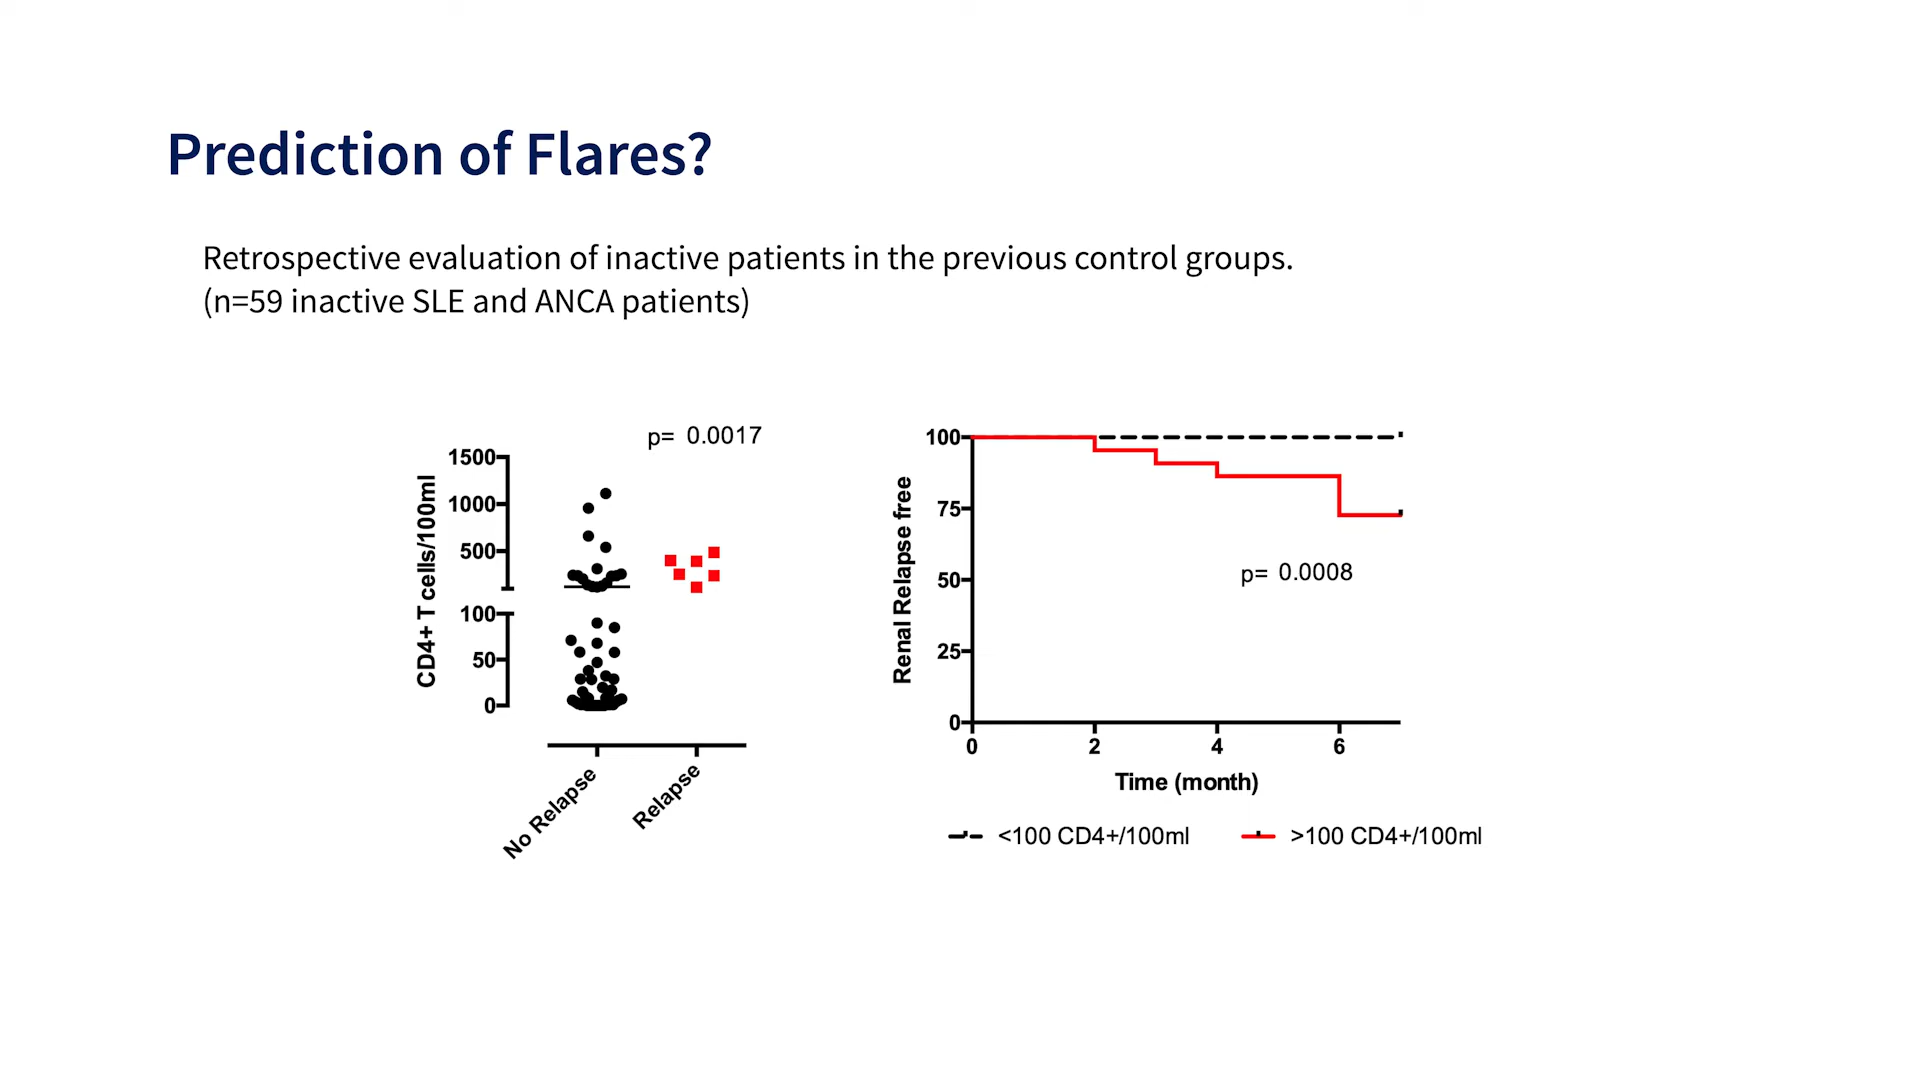 Prediction of Flares?
Retrospective evaluation of inactive patients in the previous control groups.
(n=59 inactive SLE and ANCA patients)
p= 0.0017
1500
1000
500
100
50
0
CD4+ T cells/100ml
No Relapse
Relapse
100
75
50
25
0
Renal Relapse free
p= 0.0008
0 2 4 6
Time (month)
<100 CD4+/100ml >100 CD4+/100ml